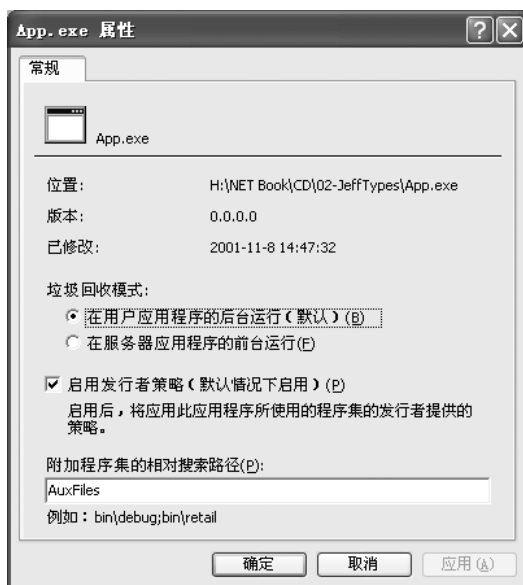 App.exe 属性
常规
App.exe
位置: H:\NET Book\CD\02-JeffTypes\App.exe
版本: 0.0.0.0
已修改: 2001-11-8 14:47:32
垃圾回收模式:
在用户应用程序的后台运行(默认)(B)
在服务器应用程序的前台运行(F)
启用发行者策略(默认情况下启用)(P)
启用后，将应用此应用程序所使用的程序集的发行者提供的
策略。
附加程序集的相对搜索路径(P):
AuxFiles
例如：bin\debug;bin\retail
确定 取消 应用(A)